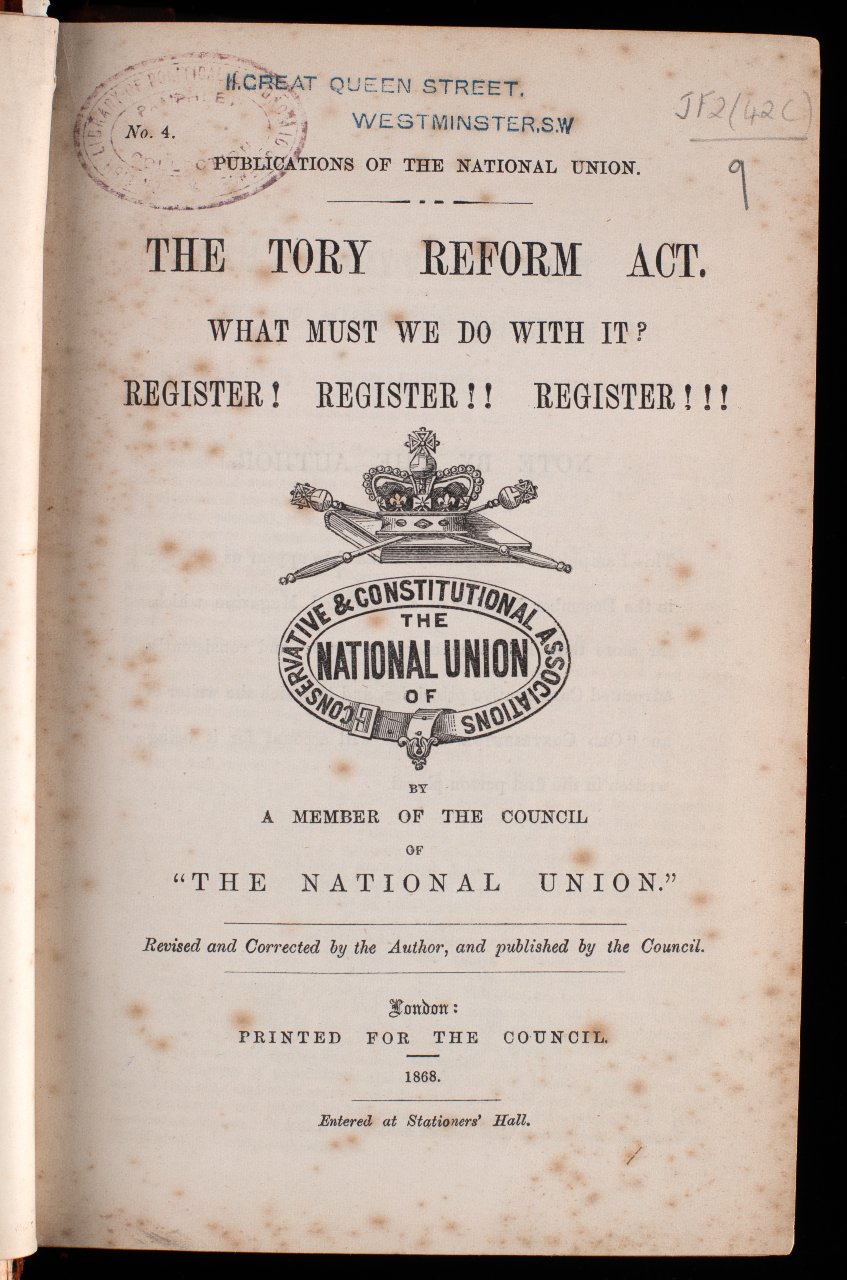 11.GREAT QUEEN STREET.
WESTMINSTER,S.W
JF2/(42C)
9
LIBRARY OF POLITICAL
No. 4.
PUBLICATIONS OF THE NATIONAL UNION.
THE TORY REFORM ACT.
WHAT MUST WE DO WITH IT?
REGISTER! REGISTER!! REGISTER!!!
CONSERVATIVE & CONSTITUTIONAL ASSOCIATIONS
THE
NATIONAL UNION
OF
BY
A MEMBER OF THE COUNCIL
OF
"THE NATIONAL UNION."
Revised and Corrected by the Author, and published by the Council.
London:
PRINTED FOR THE COUNCIL.
1868.
Entered at Stationers' Hall.